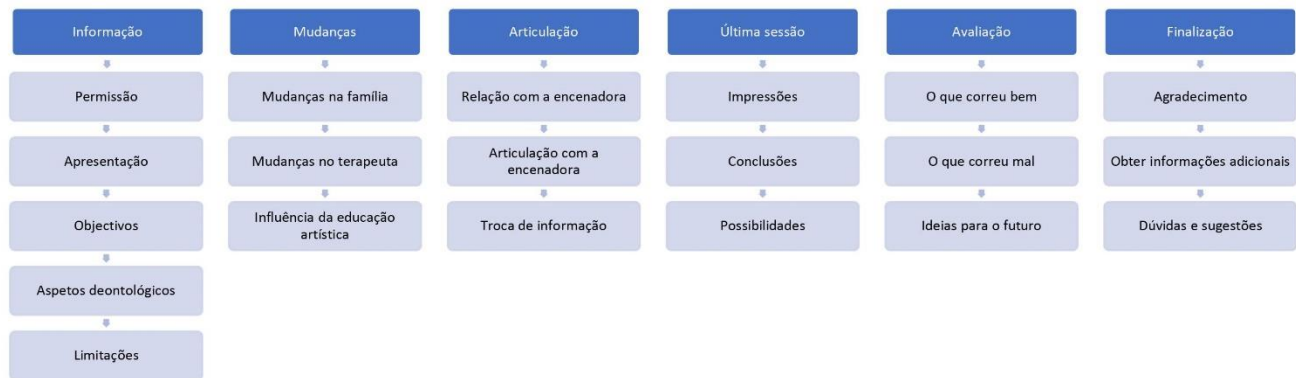 Informação
Permissão
Apresentação
Objectivos
Aspetos deontológicos
Limitações
Mudanças
Mudanças na família
Mudanças no terapeuta
Influência da educação
artística
Articulação
Relação com a encenadora
Articulação com a
encenadora
Troca de informação
Última sessão
Impressões
Conclusões
Possibilidades
Avaliação
O que correu bem
O que correu mal
Ideias para o futuro
Finalização
Agradecimento
Obter informações adicionais
Dúvidas e sugestões